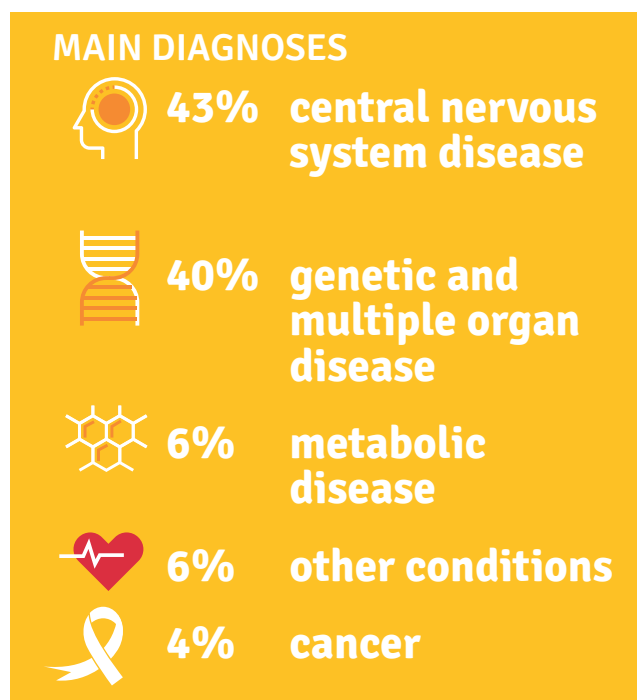 MAIN DIAGNOSES
43% central nervous
system disease
40% genetic and
multiple organ
disease
6% metabolic
disease
6% other conditions
4% cancer